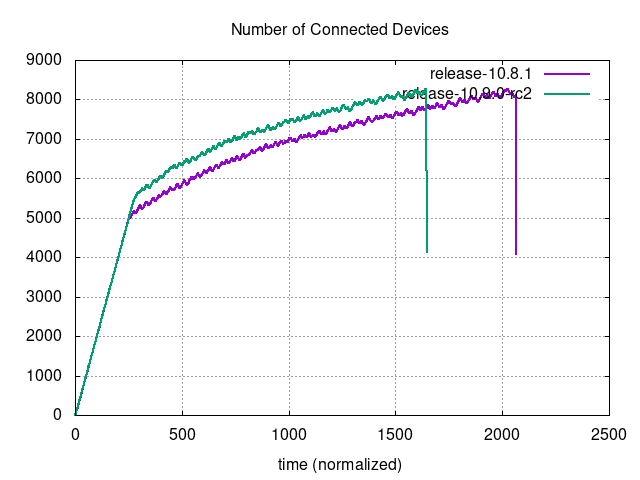 Number of Connected Devices
9000
8000
7000
6000
5000
4000
3000
2000
1000
0
release-10.8.1
release-10.9.0-rc2
0 500 1000 1500 2000 2500
time (normalized)